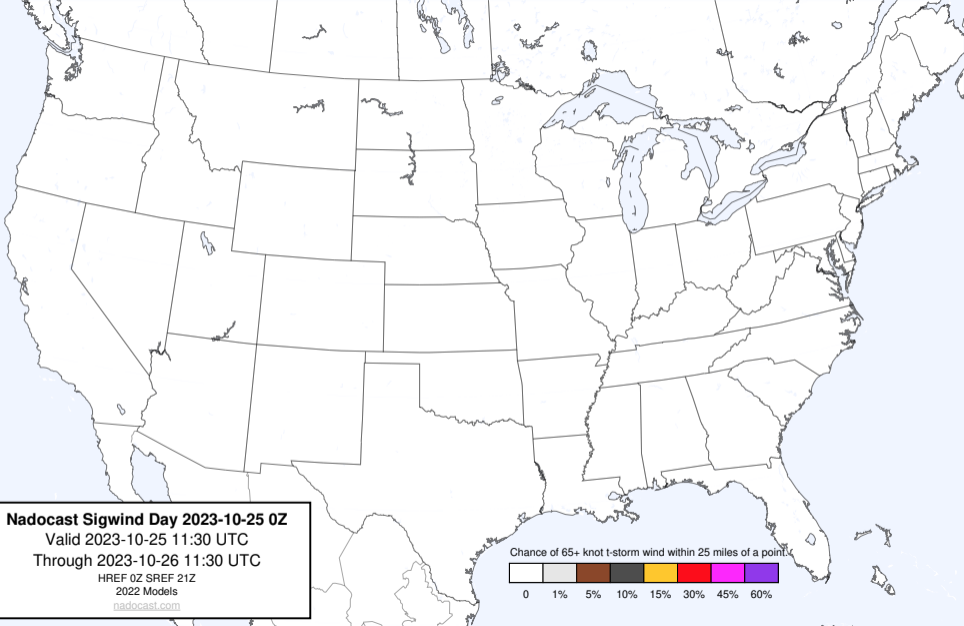 Nadocast Sigwind Day 2023-10-25 0Z
Valid 2023-10-25 11:30 UTC
Through 2023-10-26 11:30 UTC
HREF 0Z SREF 21Z
2022 Models
nadocast.com
Chance of 65+ knot t-storm wind within 25 miles of a point.
0 1% 5% 10% 15% 30% 45% 60%